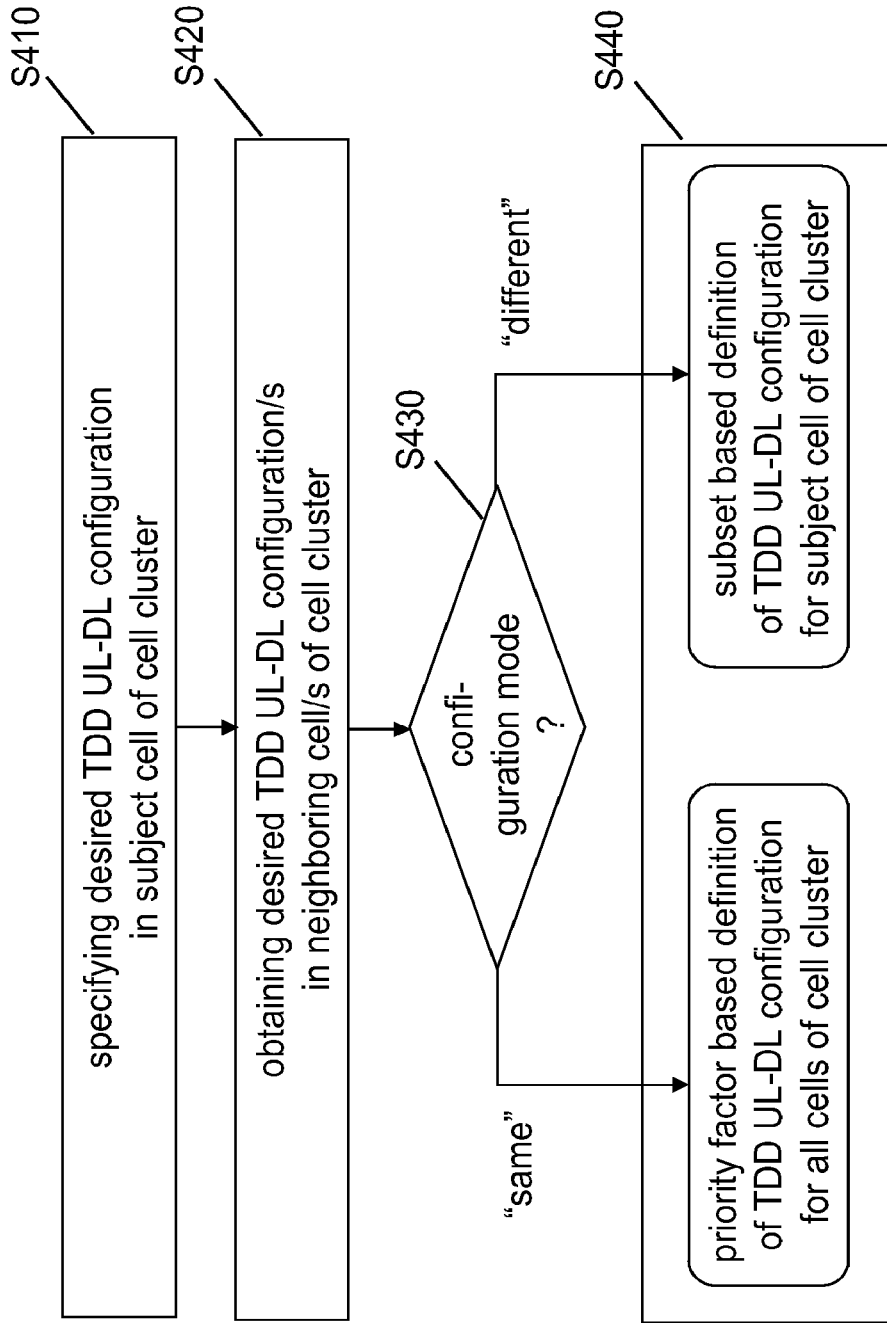 S410
specifying desired TDD UL-DL configuration
in subject cell of cell cluster
S420
obtaining desired TDD UL-DL configuration/s
in neighboring cell/s of cell cluster
S430
confi-
guration mode
?
“same”
“different”
S440
priority factor based definition
of TDD UL-DL configuration
for all cells of cell cluster
subset based definition
of TDD UL-DL configuration
for subject cell of cell cluster